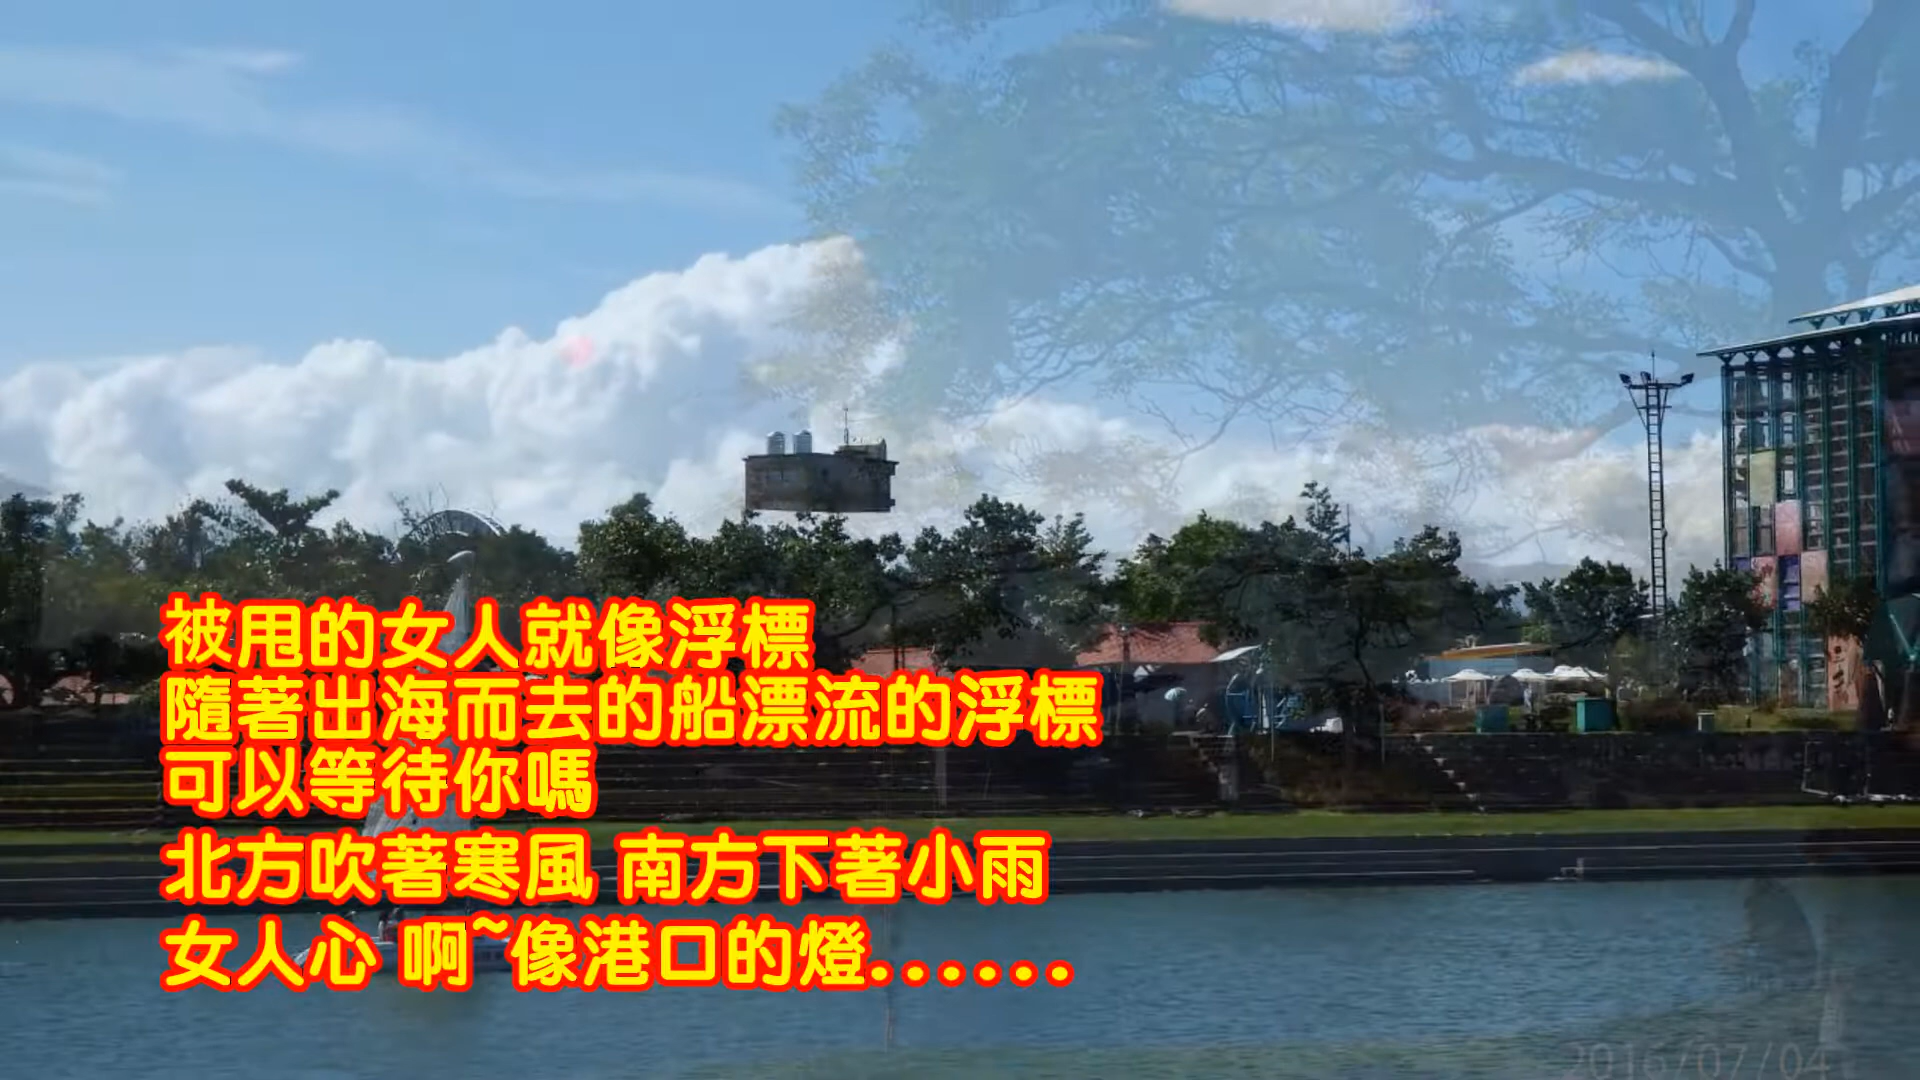 被甩的女人就像浮標
隨著出海而去的船漂流的浮標
可以等待你嗎
北方吹著寒風 南方下著小雨
女人心 啊~像港口的燈......
2016/07/04